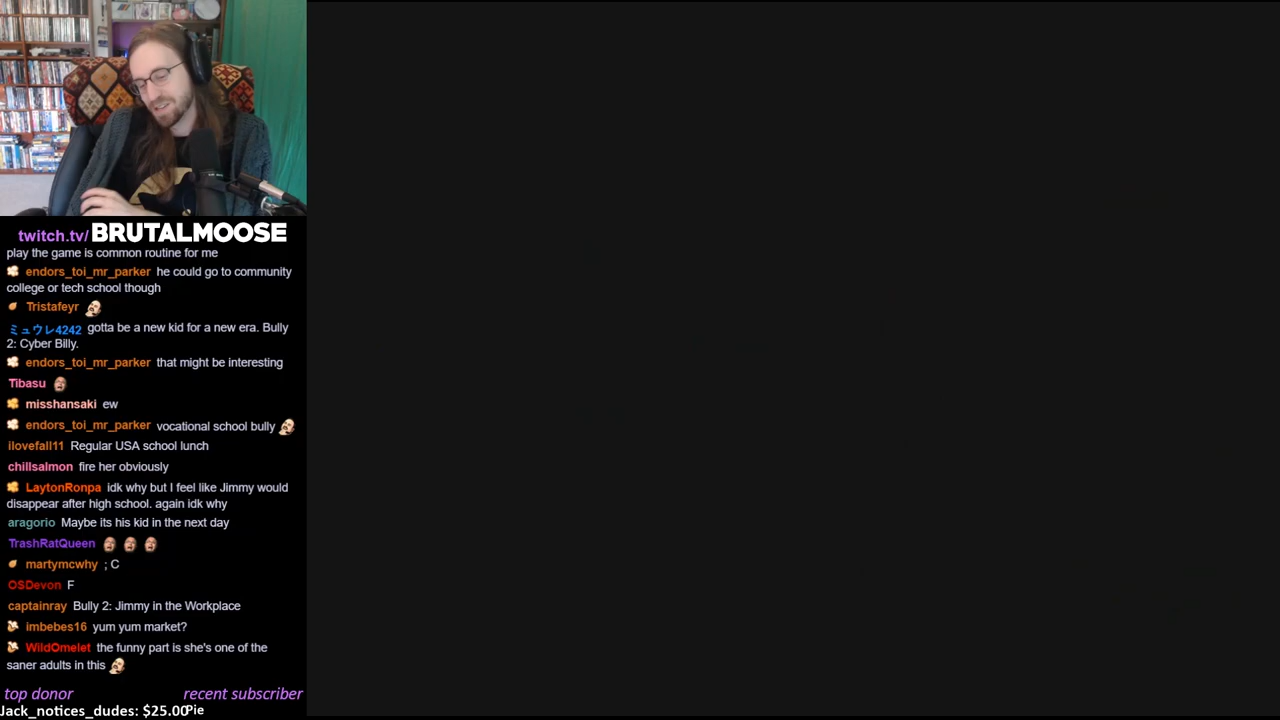 twitch.tv/BRUTALMOOSE
play the game is common routine for me
endors_toi_mr_parker he could go to community
college or tech school though
Tristafeyr
ミュウレ4242 gotta be a new kid for a new era. Bully
2: Cyber Billy.
endors_toi_mr_parker that might be interesting
Tibasu
misshansaki ew
endors_toi_mr_parker vocational school bully
ilovefall11 Regular USA school lunch
chillsalmon fire her obviously
LaytonRonpa idk why but I feel like Jimmy would
disappear after high school. again idk why
aragorio Maybe its his kid in the next day
TrashRatQueen
martymcwhy ; C
OSDevon F
captainray Bully 2: Jimmy in the Workplace
imbebes16 yum yum market?
WildOmelet the funny part is she's one of the
saner adults in this
top donor recent subscriber
Jack_notices_dudes: $25.00 Pie